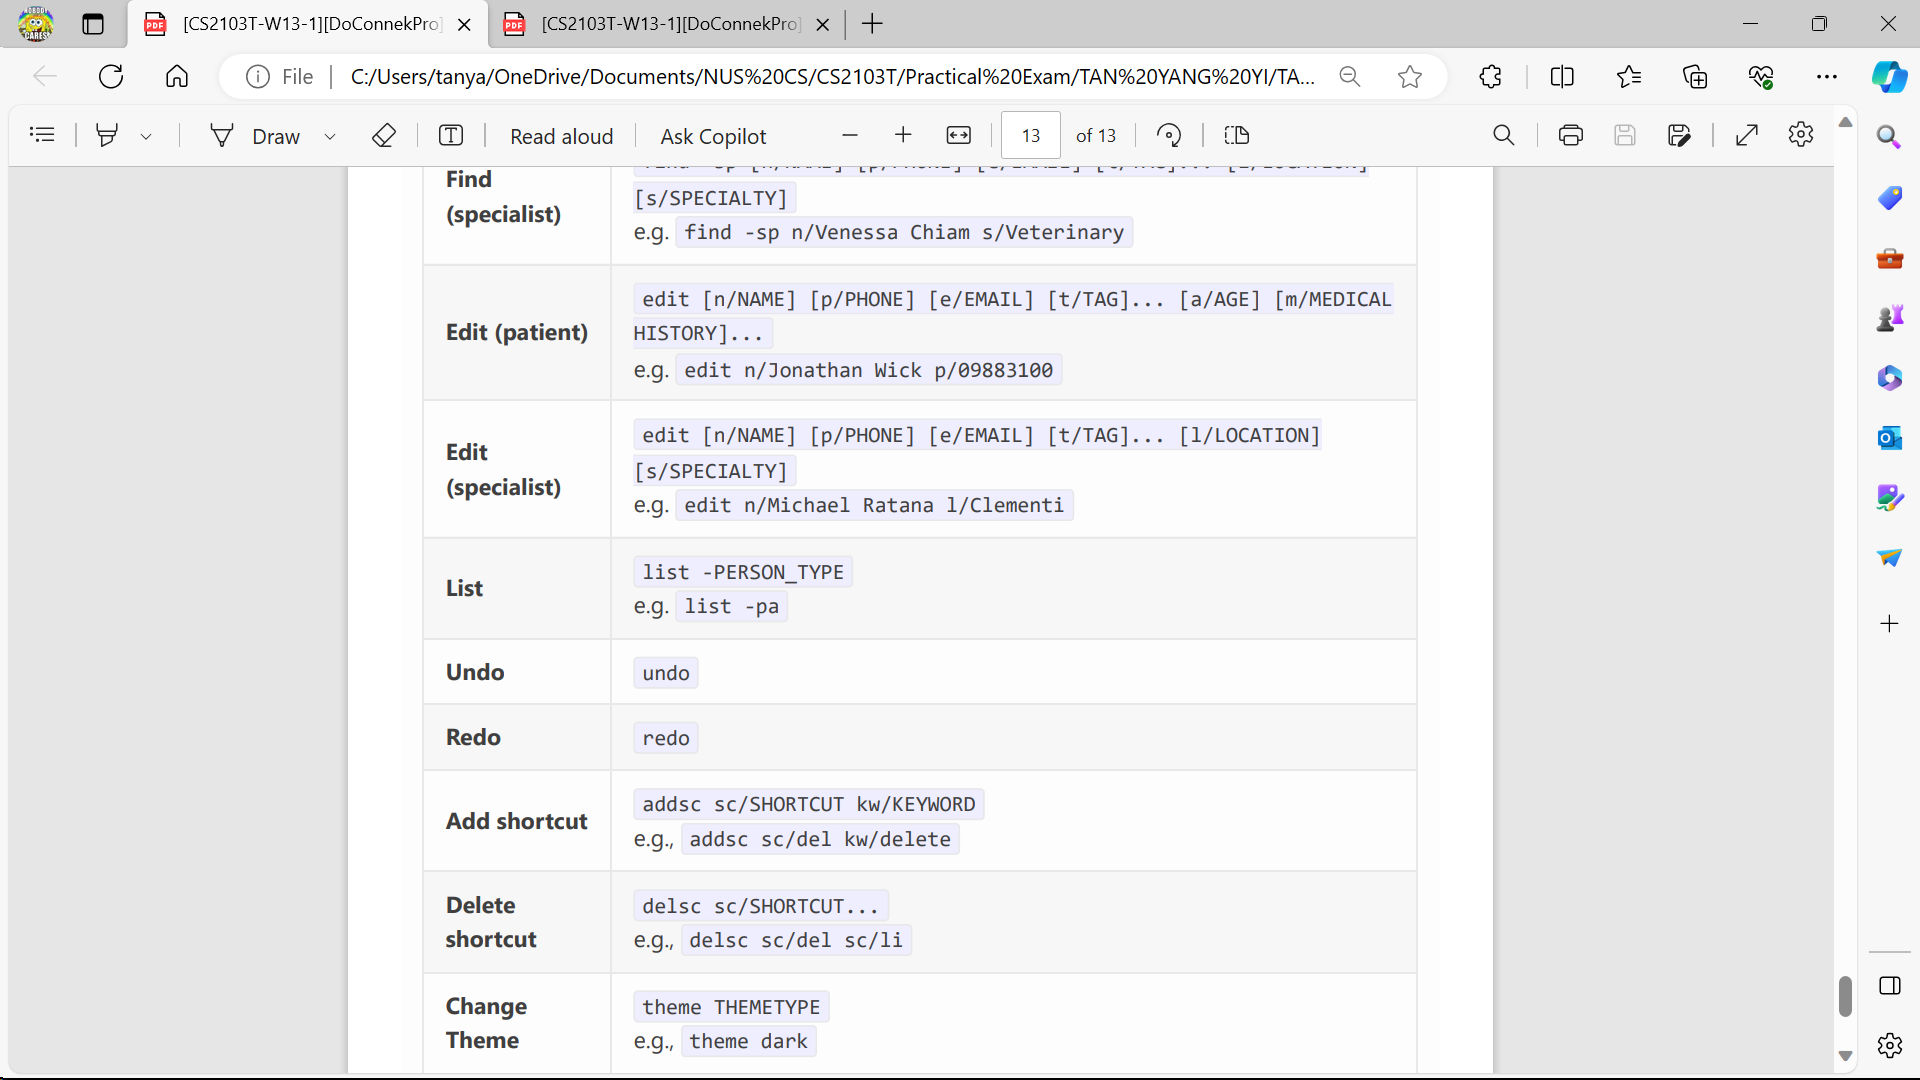 [CS2103T-W13-1][DoConnekPro]
[CS2103T-W13-1][DoConnekPro]
File
C:/Users/tanya/OneDrive/Documents/NUS%20CS/CS2103T/Practical%20Exam/TAN%20YANG%20YI/TA...
Draw
Read aloud
Ask Copilot
13
of 13
Find
(specialist)
[s/SPECIALTY]
e.g. find -sp n/Venessa Chiam s/Veterinary
Edit (patient)
edit [n/NAME] [p/PHONE] [e/EMAIL] [t/TAG]... [a/AGE] [m/MEDICAL
HISTORY]...
e.g. edit n/Jonathan Wick p/09883100
Edit
(specialist)
edit [n/NAME] [p/PHONE] [e/EMAIL] [t/TAG]... [l/LOCATION]
[s/SPECIALTY]
e.g. edit n/Michael Ratana l/Clementi
List
list -PERSON_TYPE
e.g. list -pa
Undo
undo
Redo
redo
Add shortcut
addsc sc/SHORTCUT kw/KEYWORD
e.g., addsc sc/del kw/delete
Delete
shortcut
delsc sc/SHORTCUT...
e.g., delsc sc/del sc/li
Change
Theme
theme THEMETYPE
e.g., theme dark